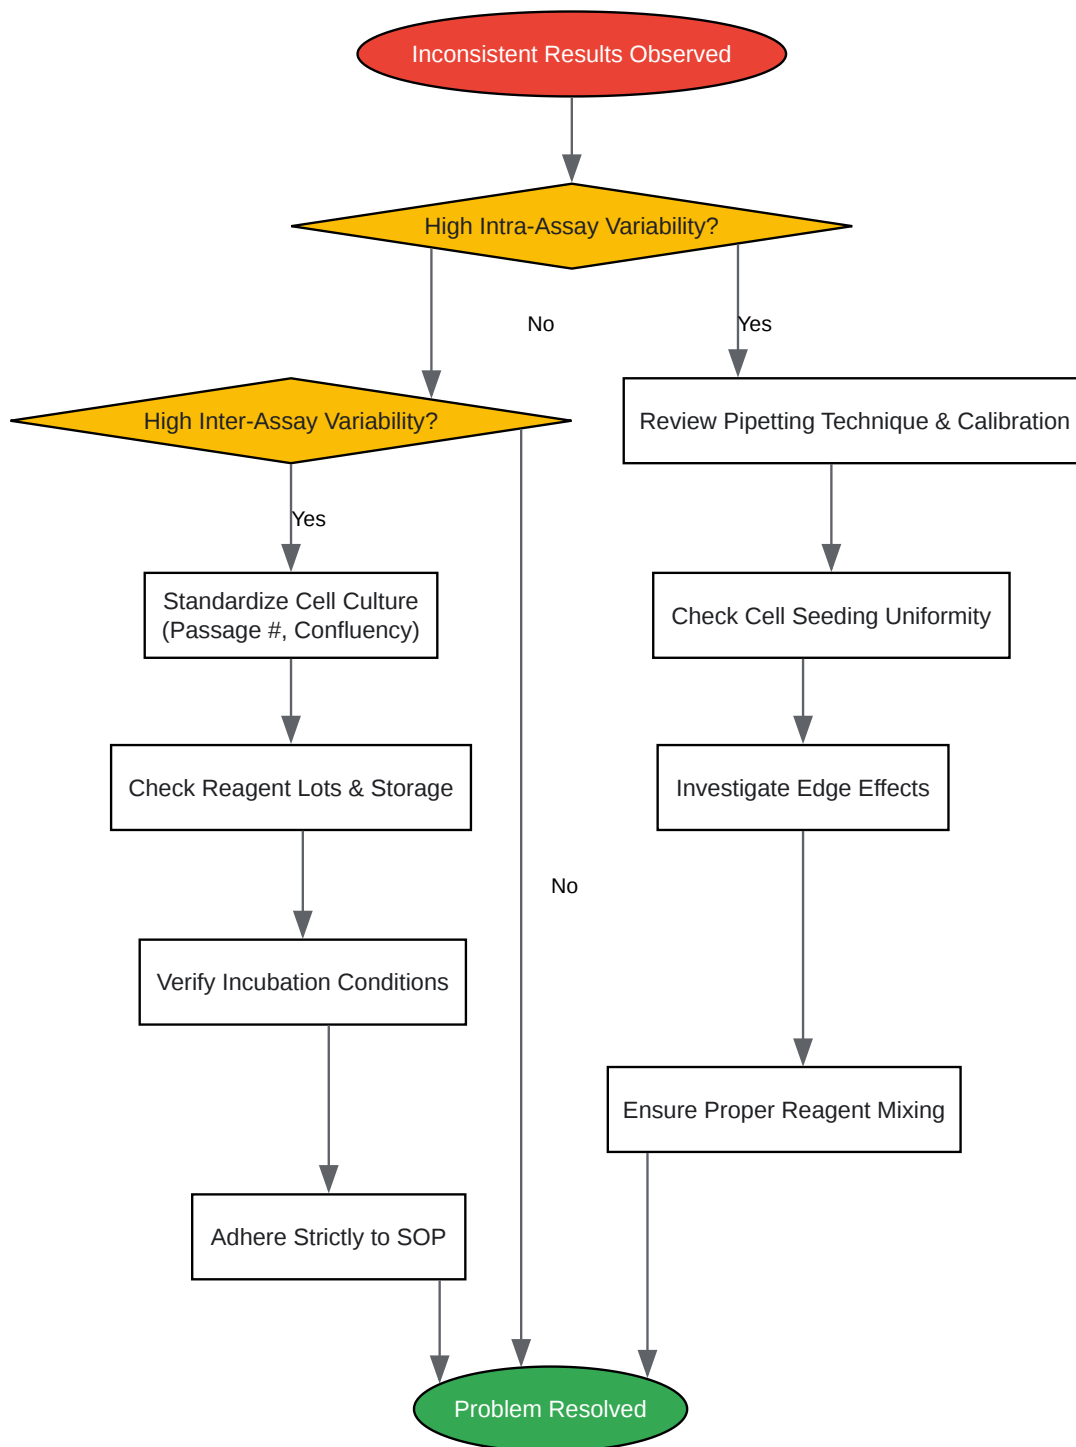 Inconsistent Results Observed
High Intra-Assay Variability?
No
Yes
High Inter-Assay Variability?
Review Pipetting Technique & Calibration
Yes
Standardize Cell Culture
(Passage #, Confluency)
Check Cell Seeding Uniformity
Check Reagent Lots & Storage
Investigate Edge Effects
No
Verify Incubation Conditions
Ensure Proper Reagent Mixing
Adhere Strictly to SOP
Problem Resolved